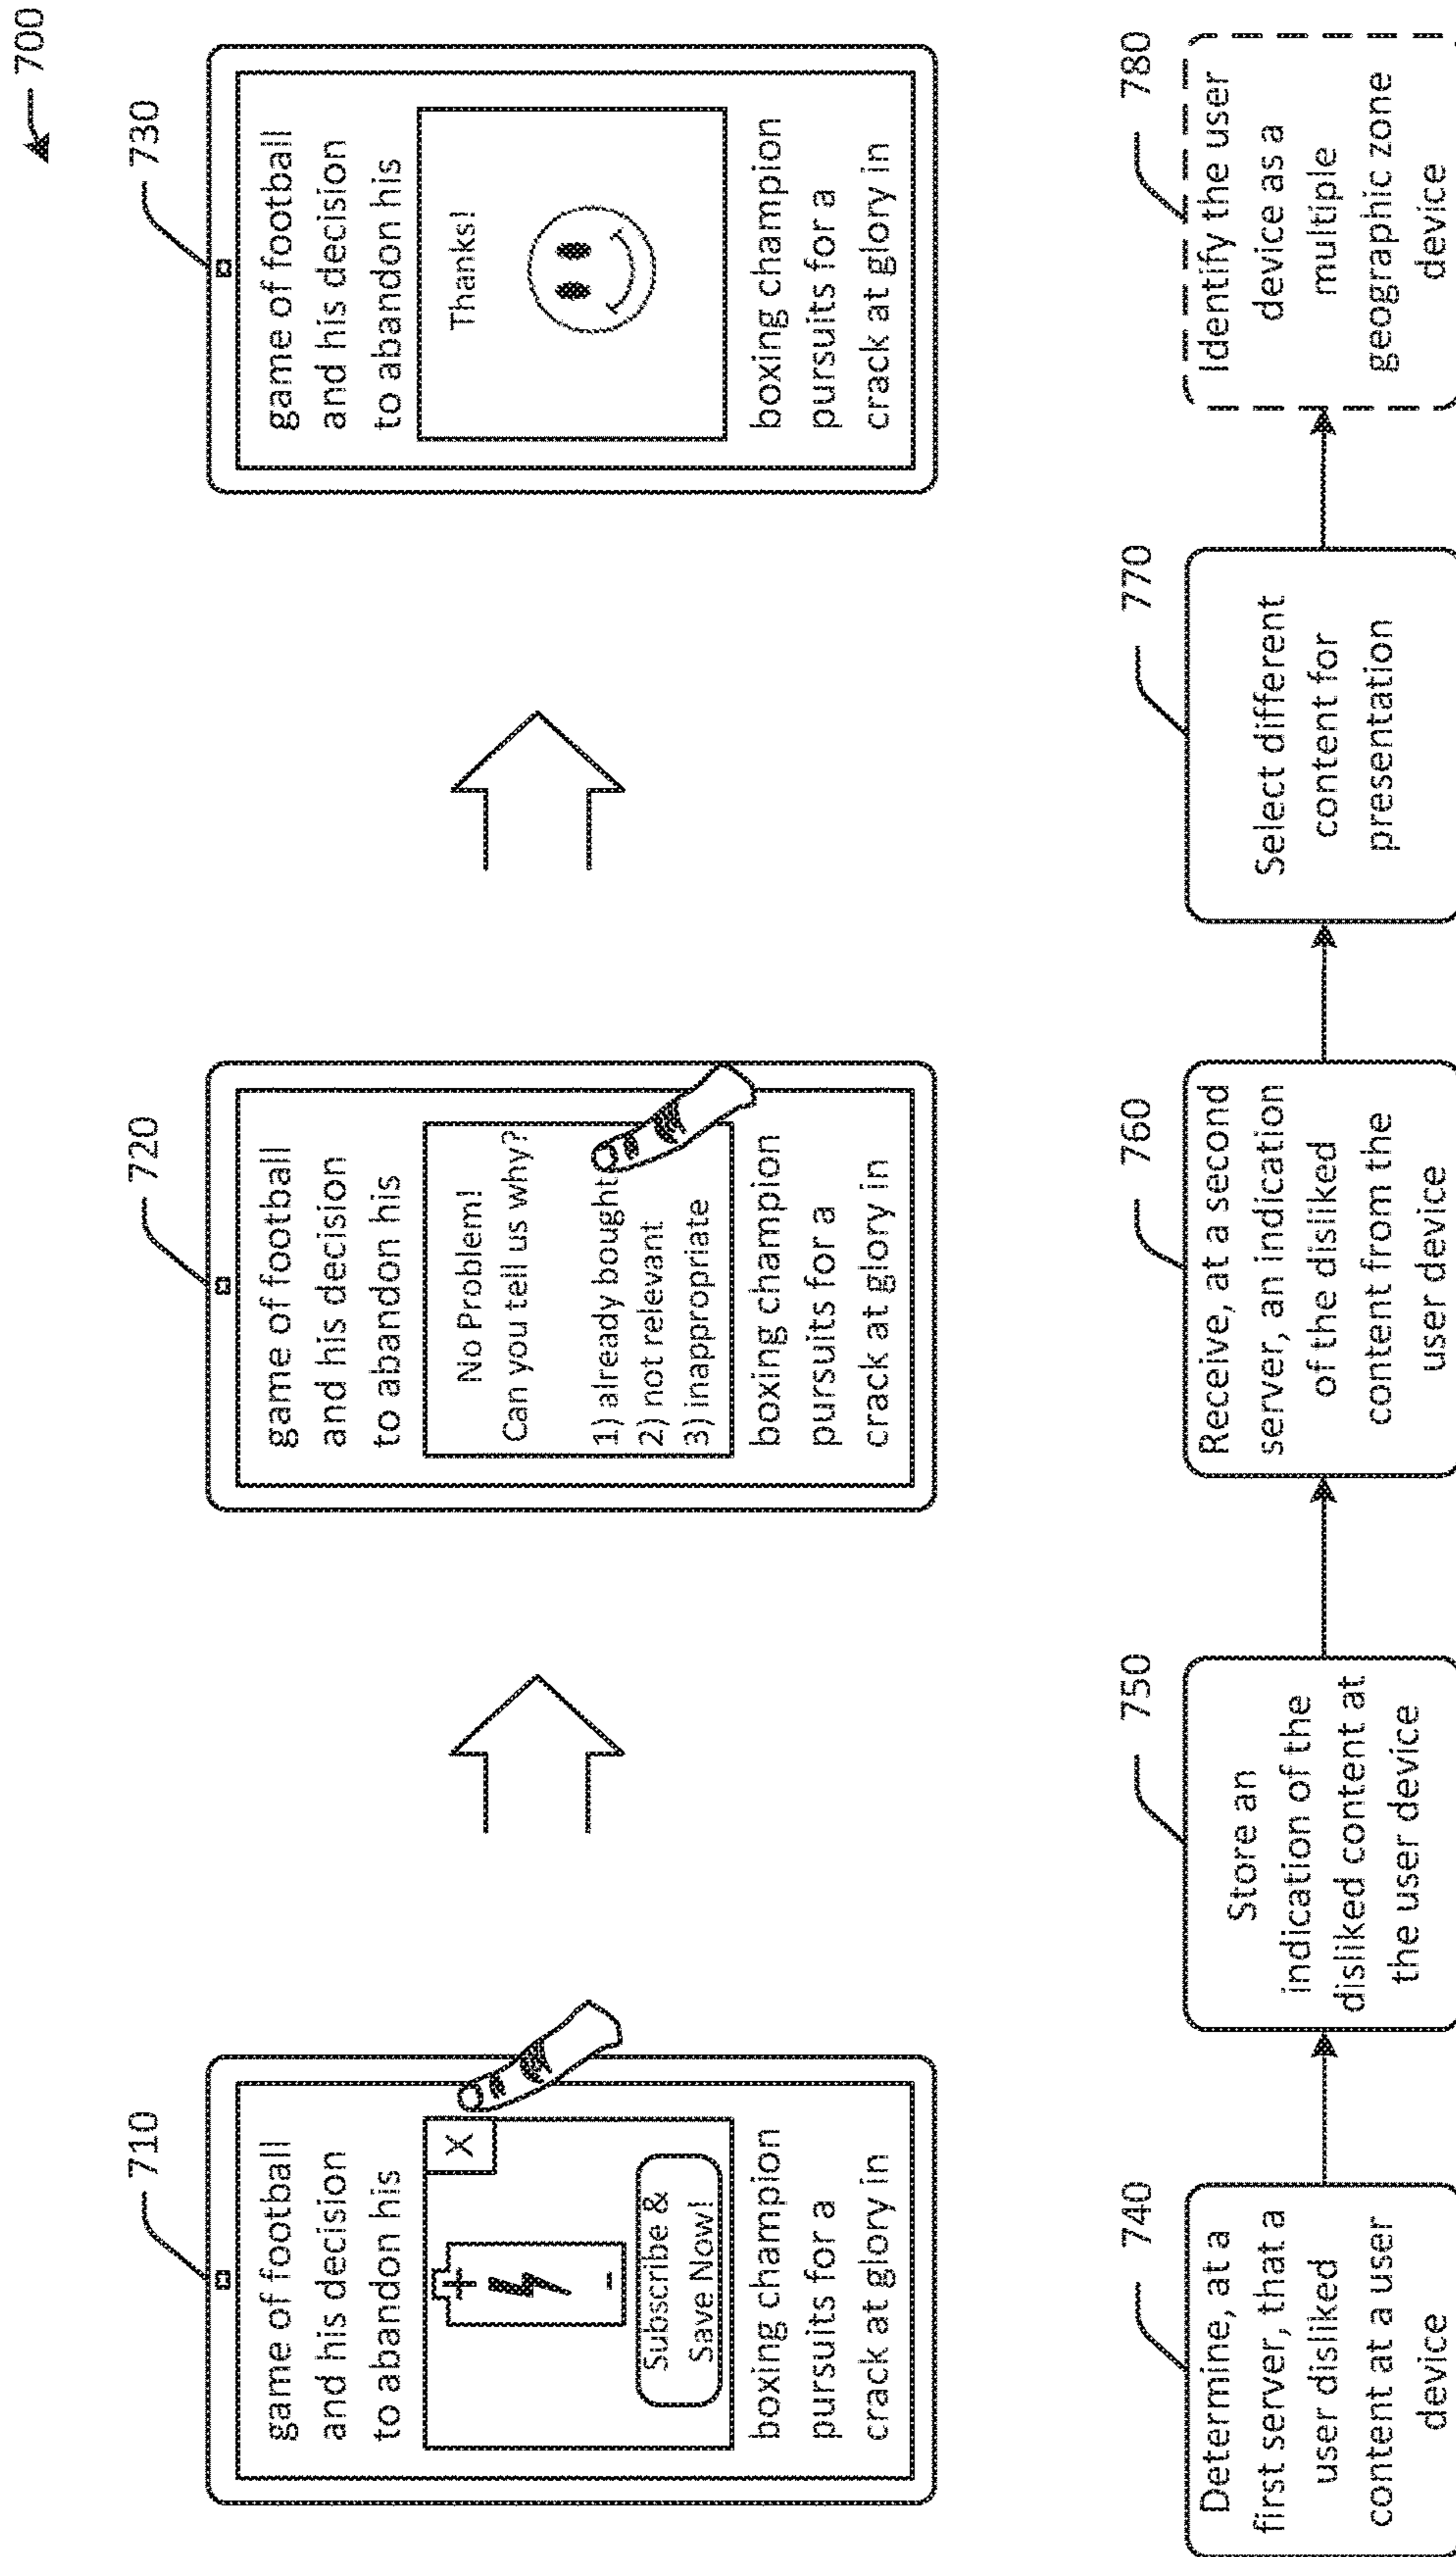 700
710
game of football
and his decision
to abandon his
X
+
-
Subscribe &
Save Now!
boxing champion
pursuits for a
crack at glory in
720
game of football
and his decision
to abandon his
No Problem!
Can you tell us why?
1) already bought
2) not relevant
3) inappropriate
boxing champion
pursuits for a
crack at glory in
730
game of football
and his decision
to abandon his
Thanks!
boxing champion
pursuits for a
crack at glory in
740
Determine, at a
first server, that a
user disliked
content at a user
device
750
Store an
indication of the
disliked content at
the user device
760
Receive, at a second
server, an indication
of the disliked
content from the
user device
770
Select different
content for
presentation
780
Identify the user
device as a
multiple
geographic zone
device